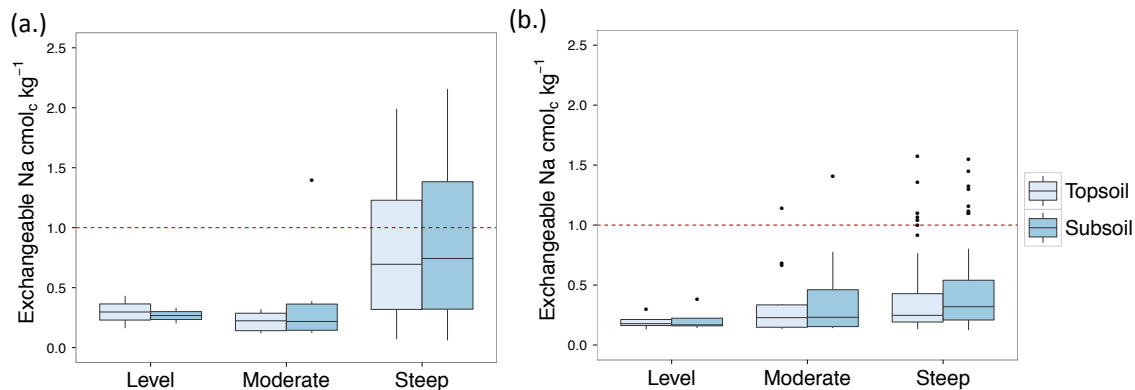 (a.)
Exchangeable Na cmol_c kg⁻¹
2.5
2.0
1.5
1.0
0.5
0.0
Level Moderate Steep
(b.)
Exchangeable Na cmol_c kg⁻¹
2.5
2.0
1.5
1.0
0.5
0.0
Level Moderate Steep
Topsoil
Subsoil